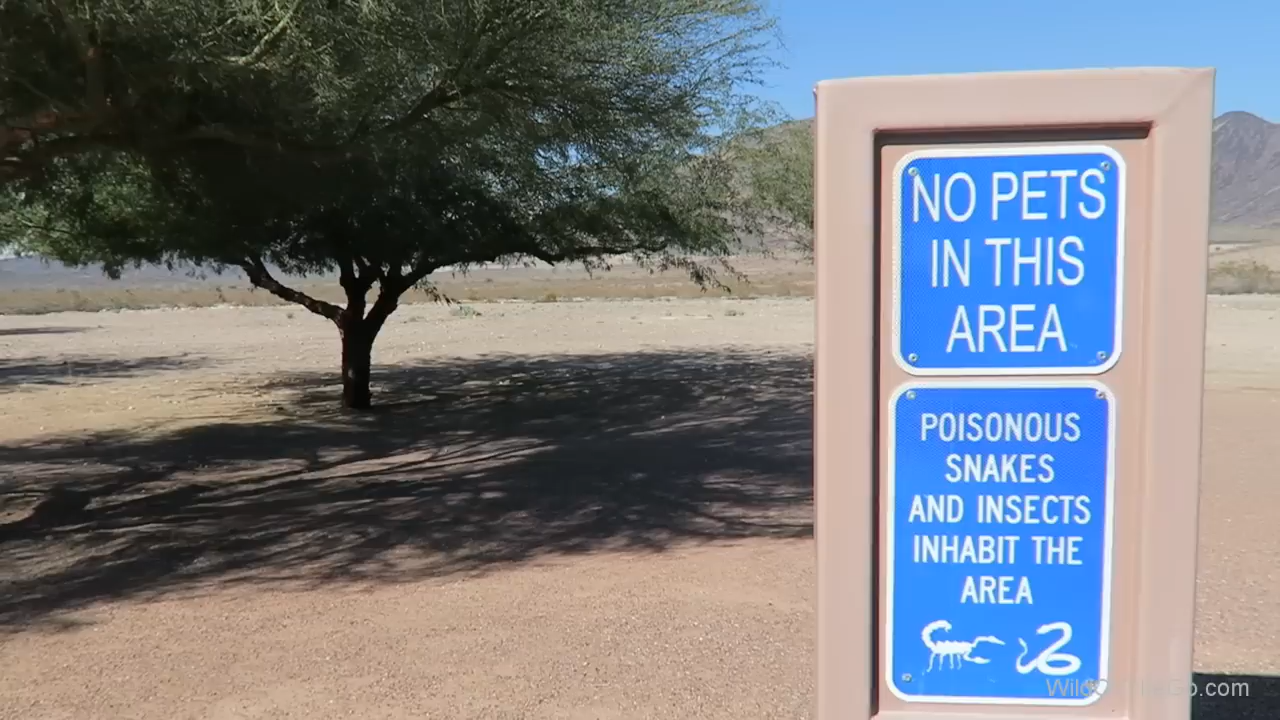 NO PETS
IN THIS
AREA
POISONOUS
SNAKES
AND INSECTS
INHABIT THE
AREA